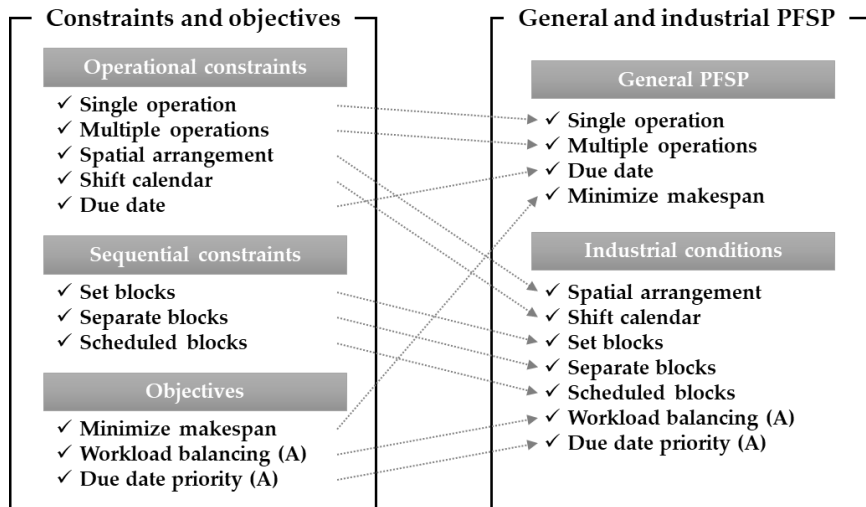 Constraints and objectives
Operational constraints
✓ Single operation
✓ Multiple operations
✓ Spatial arrangement
✓ Shift calendar
✓ Due date
Sequential constraints
✓ Set blocks
✓ Separate blocks
✓ Scheduled blocks
Objectives
✓ Minimize makespan
✓ Workload balancing (A)
✓ Due date priority (A)
General and industrial PFSP
General PFSP
✓ Single operation
✓ Multiple operations
✓ Due date
✓ Minimize makespan
Industrial conditions
✓ Spatial arrangement
✓ Shift calendar
✓ Set blocks
✓ Separate blocks
✓ Scheduled blocks
✓ Workload balancing (A)
✓ Due date priority (A)